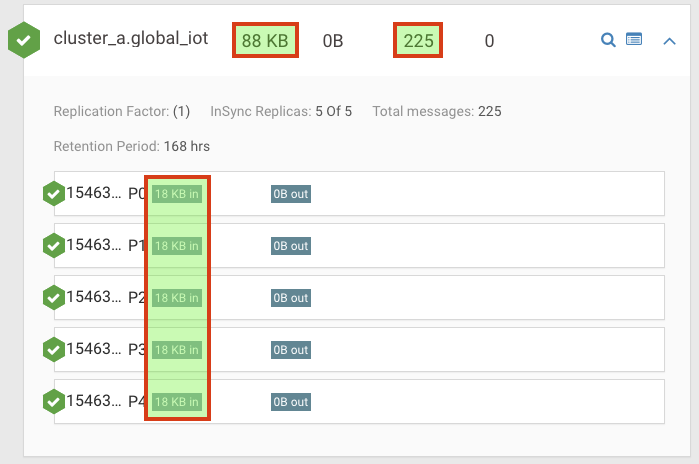 cluster_a.global_iot 88 KB 0B 225 0
Replication Factor: (1) InSync Replicas: 5 Of 5 Total messages: 225
Retention Period: 168 hrs
15463... P0 18 KB in 0B out
15463... P1 18 KB in 0B out
15463... P2 18 KB in 0B out
15463... P3 18 KB in 0B out
15463... P4 18 KB in 0B out